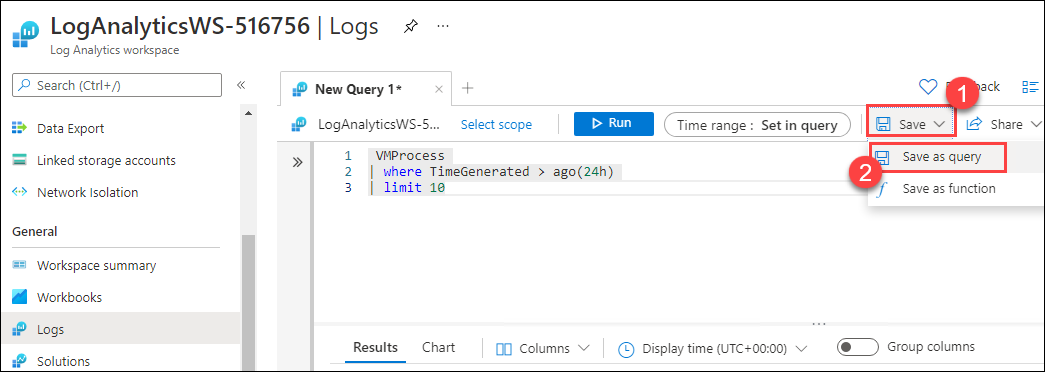 LogAnalyticsWS-516756 | Logs
Log Analytics workspace
Search (Ctrl+/)
Data Export
Linked storage accounts
Network Isolation
General
Workspace summary
Workbooks
Logs
Solutions
New Query 1*
LogAnalyticsWS-5...
Select scope
Run
Time range : Set in query
Save
Share
1
2
Save as query
Save as function
1 VMProcess
2 | where TimeGenerated > ago(24h)
3 | limit 10
Results
Chart
Columns
Display time (UTC+00:00)
Group columns